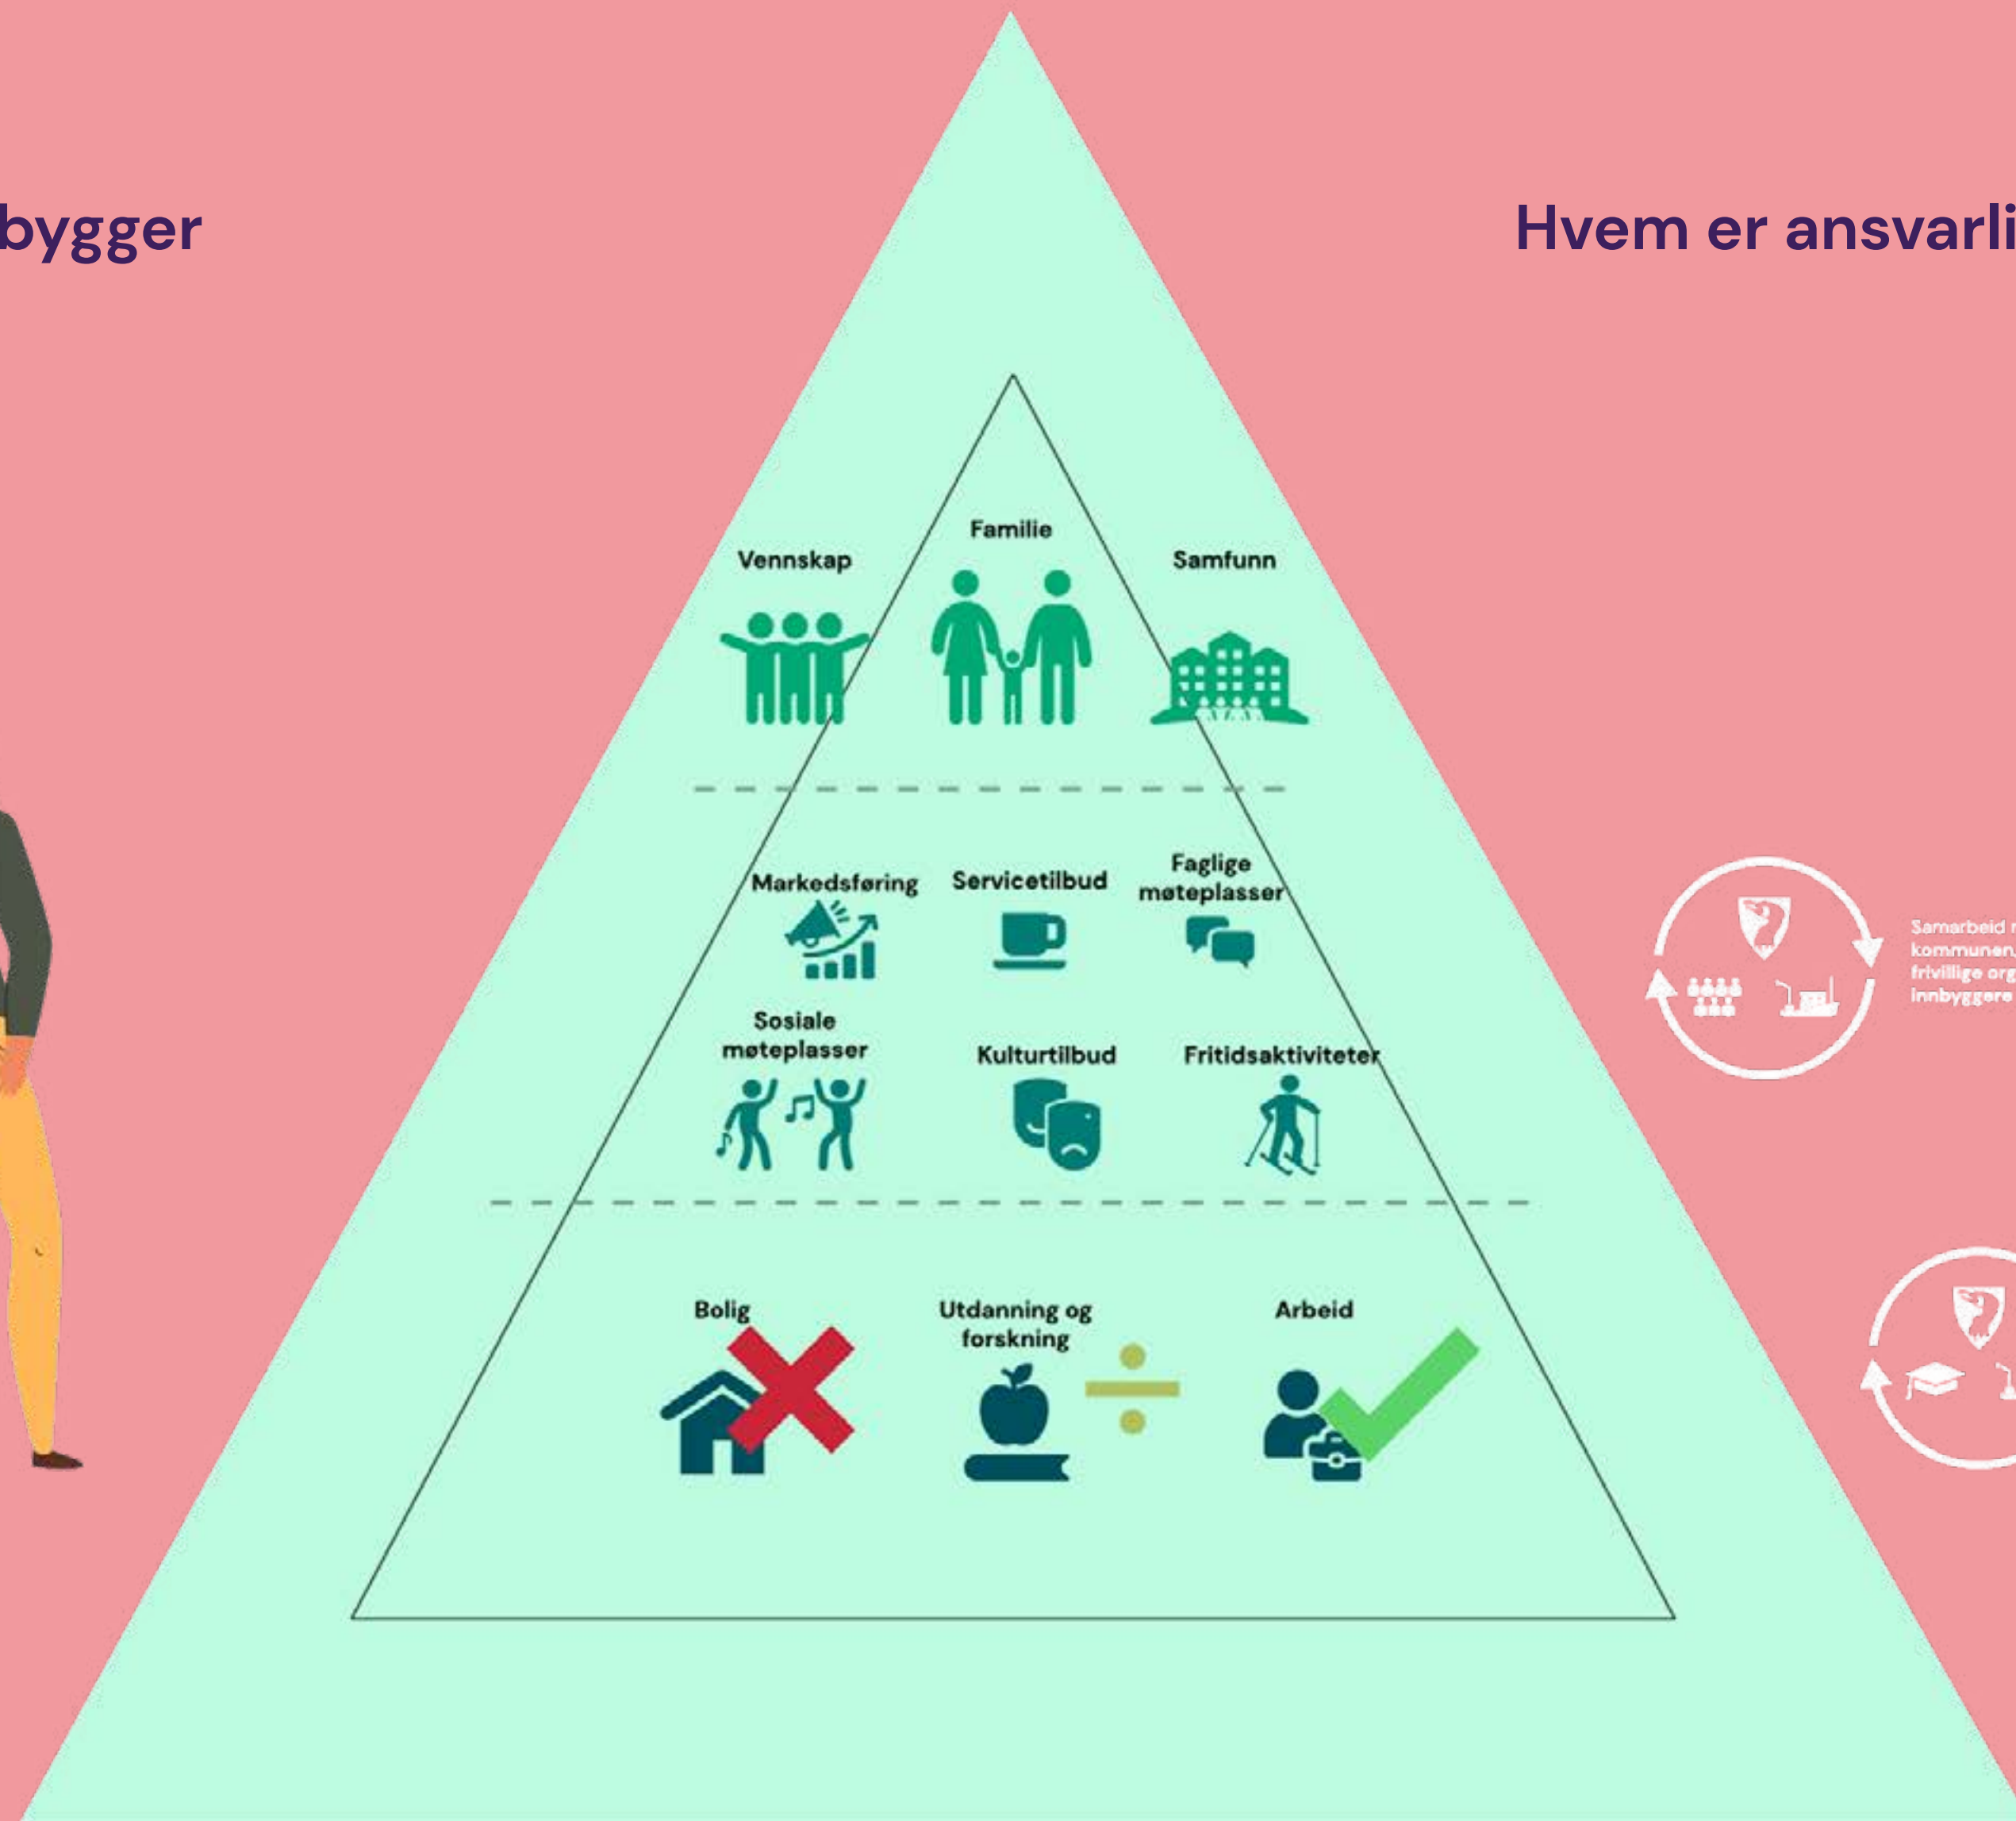 bygger
Hvem er ansvarli
Familie
Vennskap
Samfunn
Markedsføring
Servicetilbud
Faglige
møteplasser
Sosiale
møteplasser
Kulturtilbud
Fritidsaktiviteter
Samarbeid
kommunen,
frivillige org
innbyggere
Bolig
Utdanning og
forskning
Arbeid